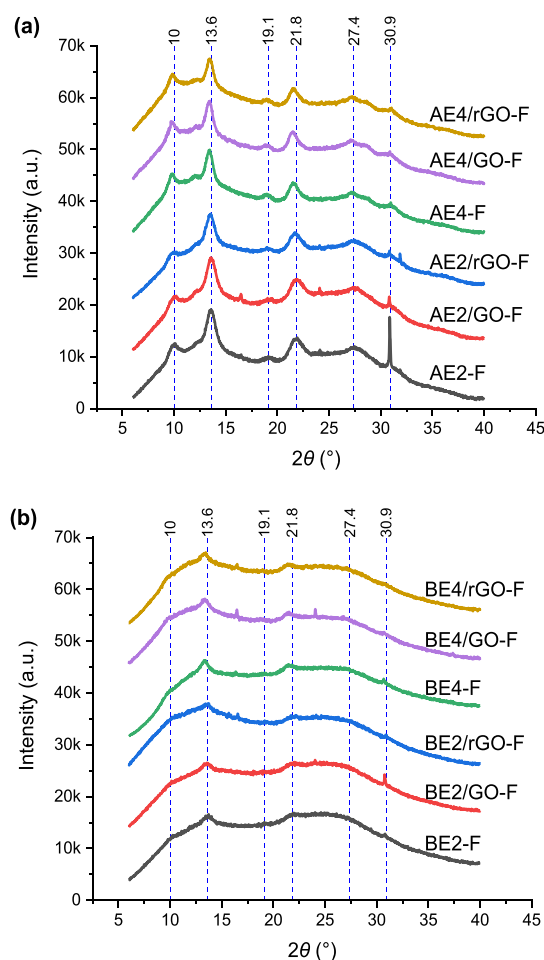 (a)
10
13.6
19.1
21.8
27.4
30.9
70k
60k
50k
40k
30k
20k
10k
0
Intensity (a.u.)
AE4/rGO-F
AE4/GO-F
AE4-F
AE2/rGO-F
AE2/GO-F
AE2-F
5
10
15
20
25
30
35
40
45
2θ (°)
(b)
10
13.6
19.1
21.8
27.4
30.9
70k
60k
50k
40k
30k
20k
10k
0
Intensity (a.u.)
BE4/rGO-F
BE4/GO-F
BE4-F
BE2/rGO-F
BE2/GO-F
BE2-F
5
10
15
20
25
30
35
40
45
2θ (°)